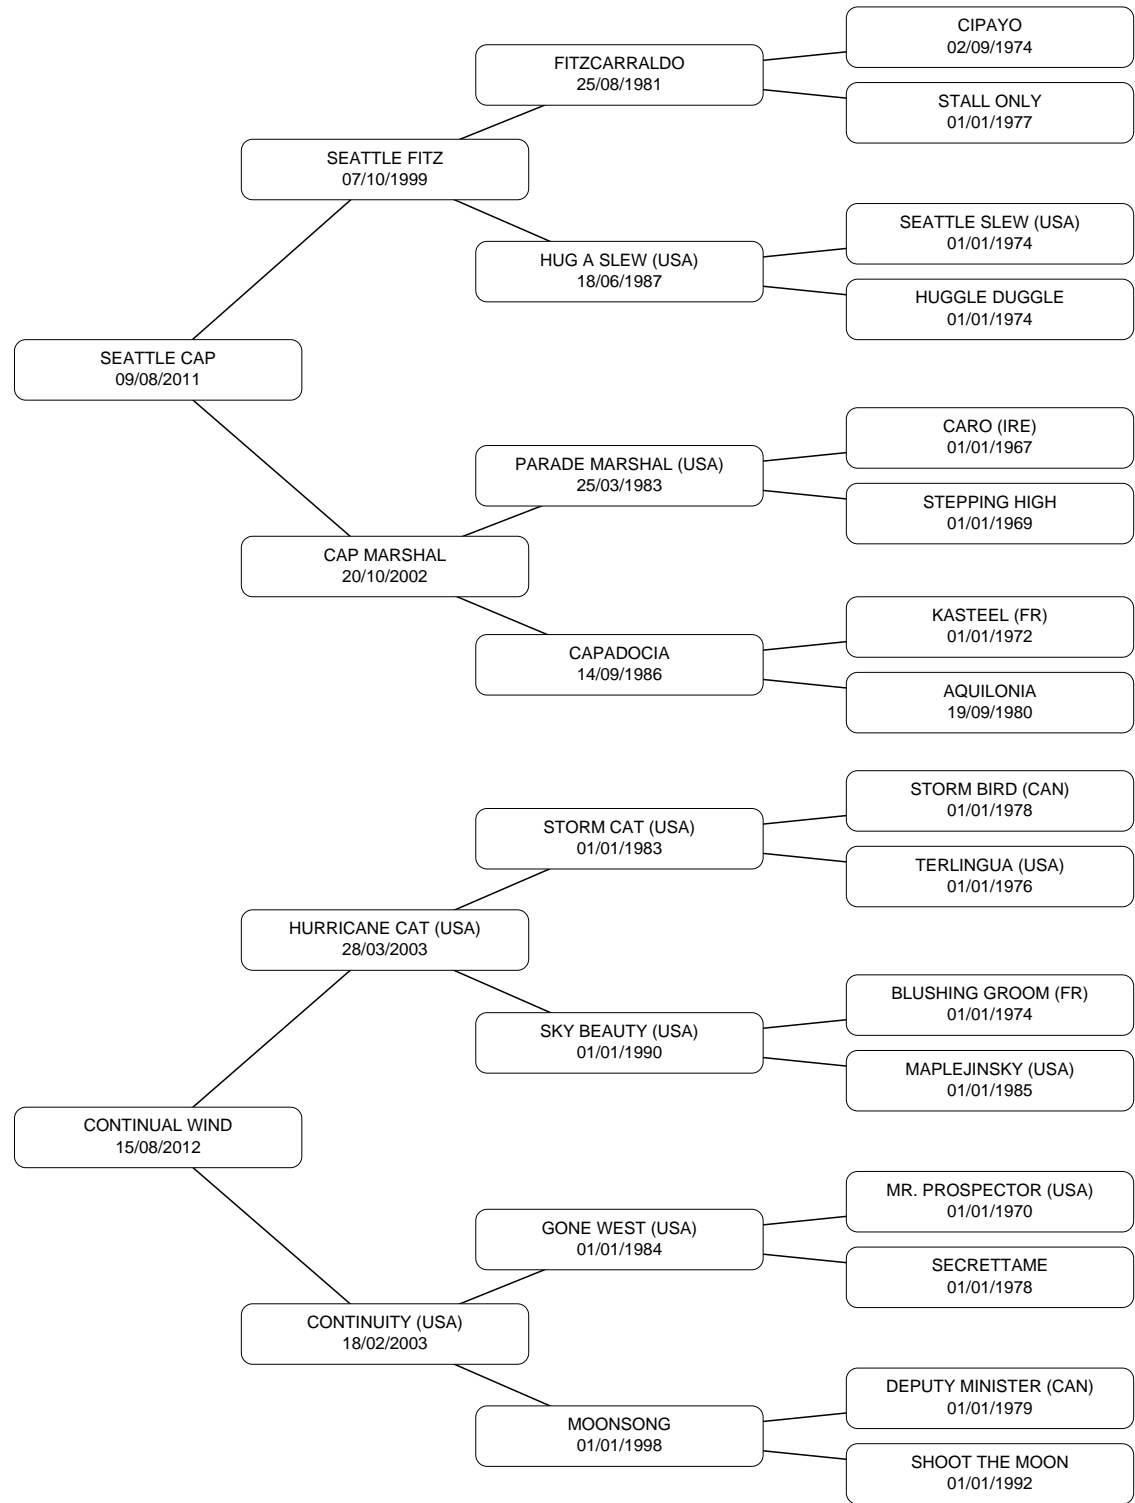 CIPAYO
02/09/1974
FITZCARRALDO
25/08/1981
STALL ONLY
01/01/1977
SEATTLE FITZ
07/10/1999
SEATTLE SLEW (USA)
01/01/1974
HUG A SLEW (USA)
18/06/1987
HUGGLE DUGGLE
01/01/1974
SEATTLE CAP
09/08/2011
CARO (IRE)
01/01/1967
PARADE MARSHAL (USA)
25/03/1983
STEPPING HIGH
01/01/1969
CAP MARSHAL
20/10/2002
KASTEEL (FR)
01/01/1972
CAPADOCIA
14/09/1986
AQUILONIA
19/09/1980
STORM BIRD (CAN)
01/01/1978
STORM CAT (USA)
01/01/1983
TERLINGUA (USA)
01/01/1976
HURRICANE CAT (USA)
28/03/2003
BLUSHING GROOM (FR)
01/01/1974
SKY BEAUTY (USA)
01/01/1990
MAPLEJINSKY (USA)
01/01/1985
CONTINUAL WIND
15/08/2012
MR. PROSPECTOR (USA)
01/01/1970
GONE WEST (USA)
01/01/1984
SECRETTAME
01/01/1978
CONTINUITY (USA)
18/02/2003
DEPUTY MINISTER (CAN)
01/01/1979
MOONSONG
01/01/1998
SHOOT THE MOON
01/01/1992